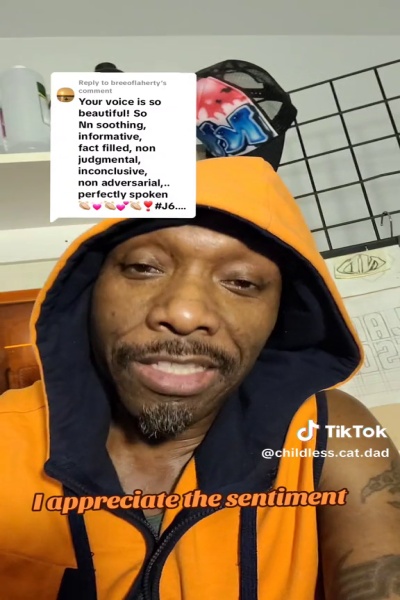 Reply to breeoflaherty's
comment
Your voice is so
beautiful! So
Nn soothing,
informative,
fact filled, non
judgmental,
inconclusive,
non adversarial,..
perfectly spoken
👏🏻💕👏🏻💕👏🏻❣️#J6....
TikTok
@childless.cat.dad
I appreciate the sentiment